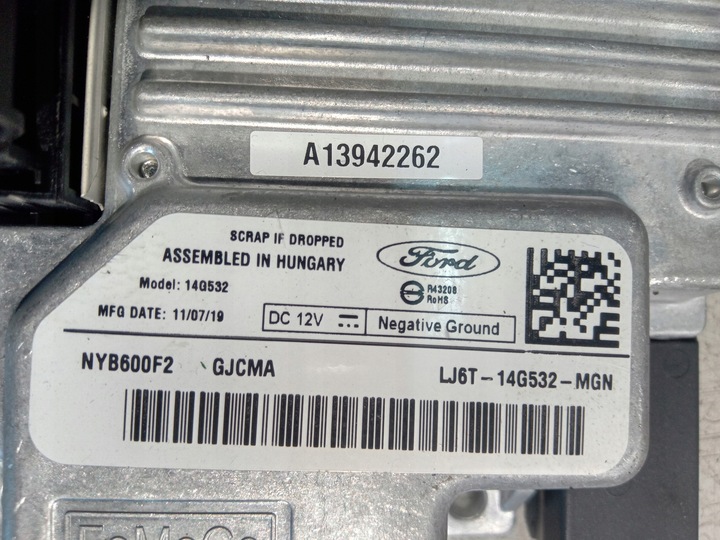 A13942262
SCRAP IF DROPPED
ASSEMBLED IN HUNGARY
Ford
Model: 14G532
R43208
RoHS
MFG DATE: 11/07/19
DC 12V
Negative Ground
NYB600F2 GJCMA LJ6T-14G532-MGN
FoMoCo